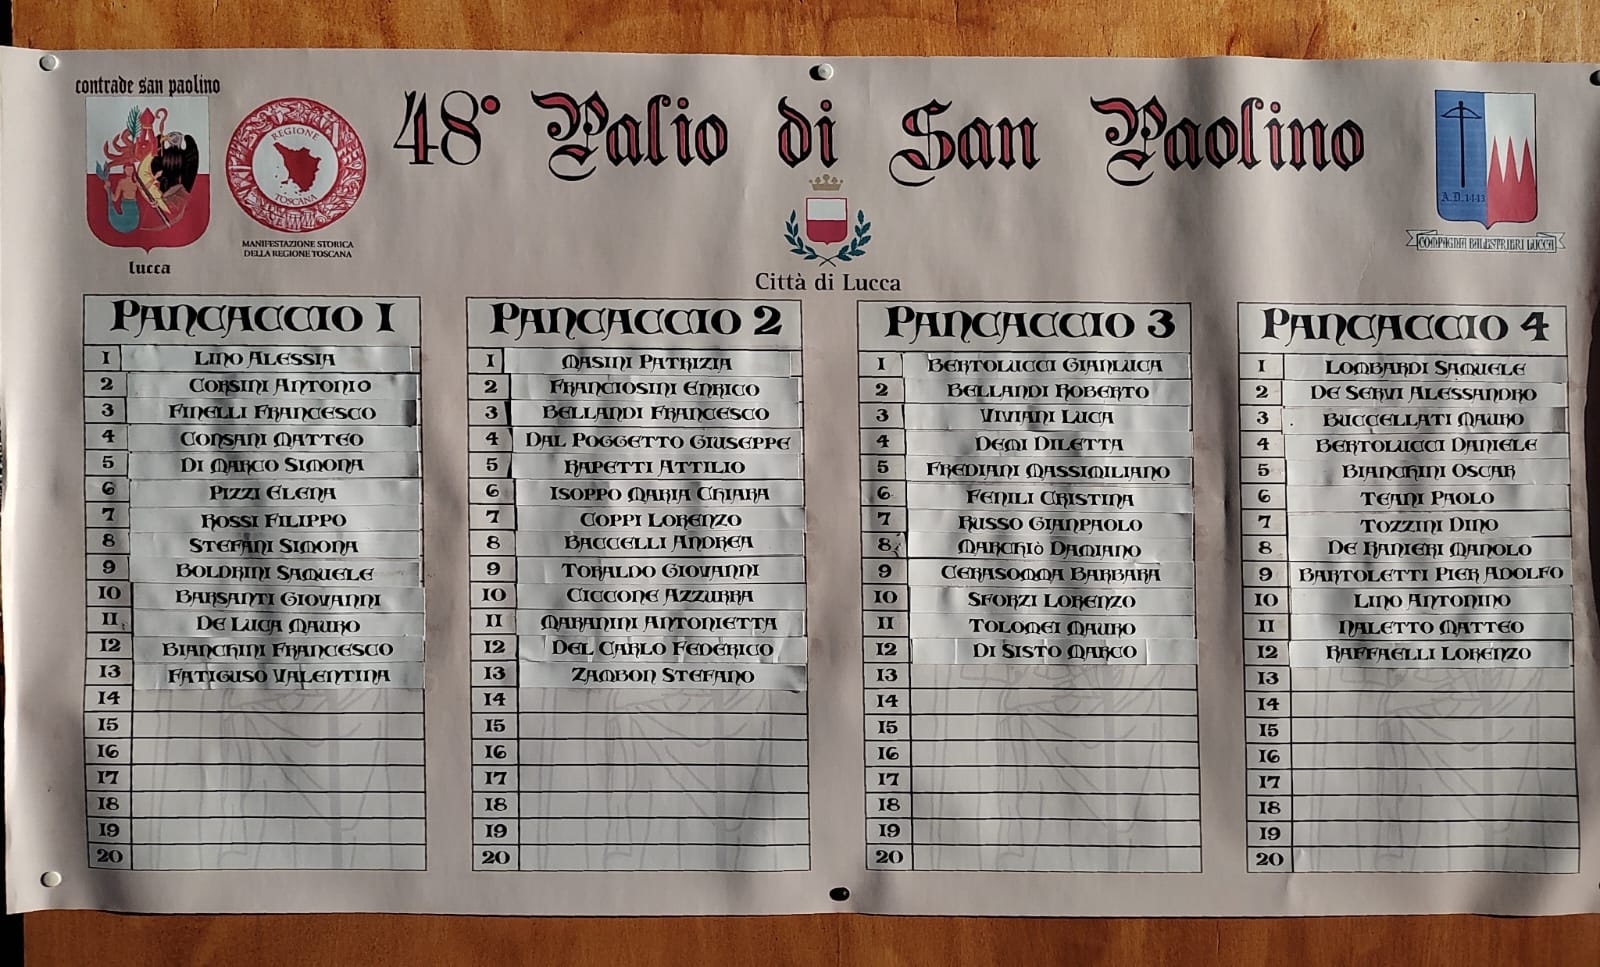 contrade san paolino
lucca
REGIONE
TOSCANA
MANIFESTAZIONE STORICA
DELLA REGIONE TOSCANA
48° Palio di San Paolino
Città di Lucca
A.D. 1443
COMPAGNIA BALESTRIERI LUCCA
PANCACCIO 1
1 LINO ALESSIA
2 CORSINI ANTONIO
3 FINELLI FRANCESCO
4 CONSANI MATTEO
5 DI MARCO SIMONA
6 PIZZI ELENA
7 ROSSI FILIPPO
8 STEFANI SIMONA
9 BOLDRINI SAMUELE
10 BARSANTI GIOVANNI
11 DE LUCA MAURO
12 BIANCHINI FRANCESCO
13 FATIGUSO VALENTINA
14
15
16
17
18
19
20
PANCACCIO 2
1 MASINI PATRIZIA
2 FRANCIOSINI ENRICO
3 BELLANDI FRANCESCO
4 DAL POGGETTO GIUSEPPE
5 RAPETTI ATTILIO
6 ISOPPO MARIA CHIARA
7 COPPI LORENZO
8 BACCELLI ANDREA
9 TORALDO GIOVANNI
10 CICCONE AZZURRA
11 MARANINI ANTONIETTA
12 DEL CARLO FEDERICO
13 ZAMBON STEFANO
14
15
16
17
18
19
20
PANCACCIO 3
1 BERTOLUCCI GIANLUCA
2 BELLANDI ROBERTO
3 VIVIANI LUCA
4 DEMI DILETTA
5 FREDIANI MASSIMILIANO
6 FENILI CRISTINA
7 RUSSO GIANPAOLO
8 MARCHIÒ DAMIANO
9 CERASOMMA BARBARA
10 SFORZI LORENZO
11 TOLOMEI MAURO
12 DI SISTO MARCO
13
14
15
16
17
18
19
20
PANCACCIO 4
1 LOMBARDI SAMUELE
2 DE SERVI ALESSANDRO
3 BUCCELLATI MAURO
4 BERTOLUCCI DANIELE
5 BIANCHINI OSCAR
6 TEANI PAOLO
7 TOZZINI DINO
8 DE RANIERI MANOLO
9 BARTOLETTI PIER ADOLFO
10 LINO ANTONINO
11 NALETTO MATTEO
12 RAFFAELLI LORENZO
13
14
15
16
17
18
19
20